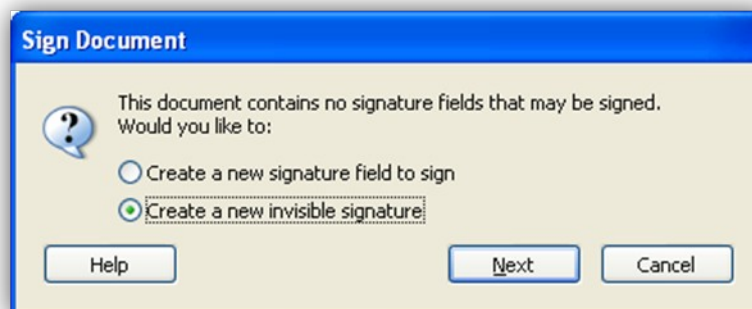 Sign Document
This document contains no signature fields that may be signed.
Would you like to:
Create a new signature field to sign
Create a new invisible signature
Help
Next
Cancel